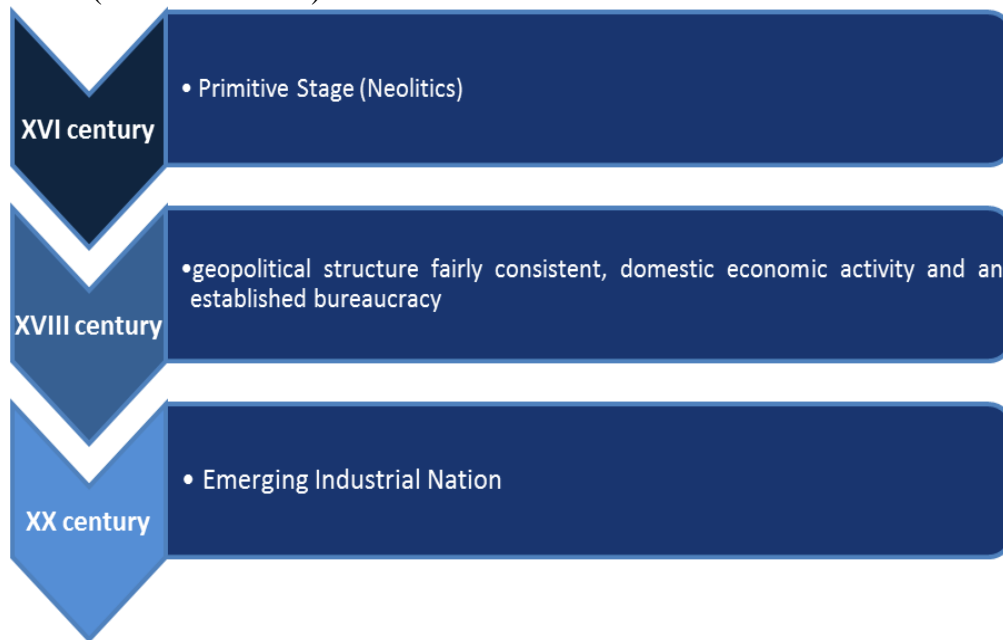 XVI century
• Primitive Stage (Neolitics)
XVIII century
•geopolitical structure fairly consistent, domestic economic activity and an
established bureaucracy
XX century
• Emerging Industrial Nation